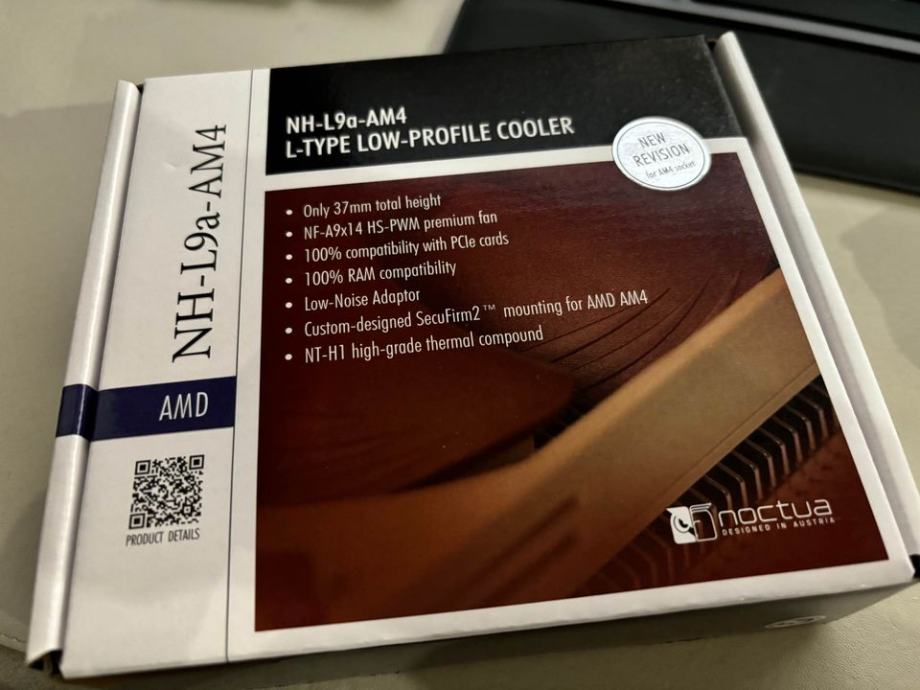 NH-L9a-AM4
L-TYPE LOW-PROFILE COOLER
NEW
REVISION
for AM4 socket
• Only 37mm total height
• NF-A9x14 HS-PWM premium fan
• 100% compatibility with PCIe cards
• 100% RAM compatibility
• Low-Noise Adaptor
• Custom-designed SecuFirm2™ mounting for AMD AM4
• NT-H1 high-grade thermal compound
NH-L9a-AM4
AMD
PRODUCT DETAILS
noctua
DESIGNED IN AUSTRIA